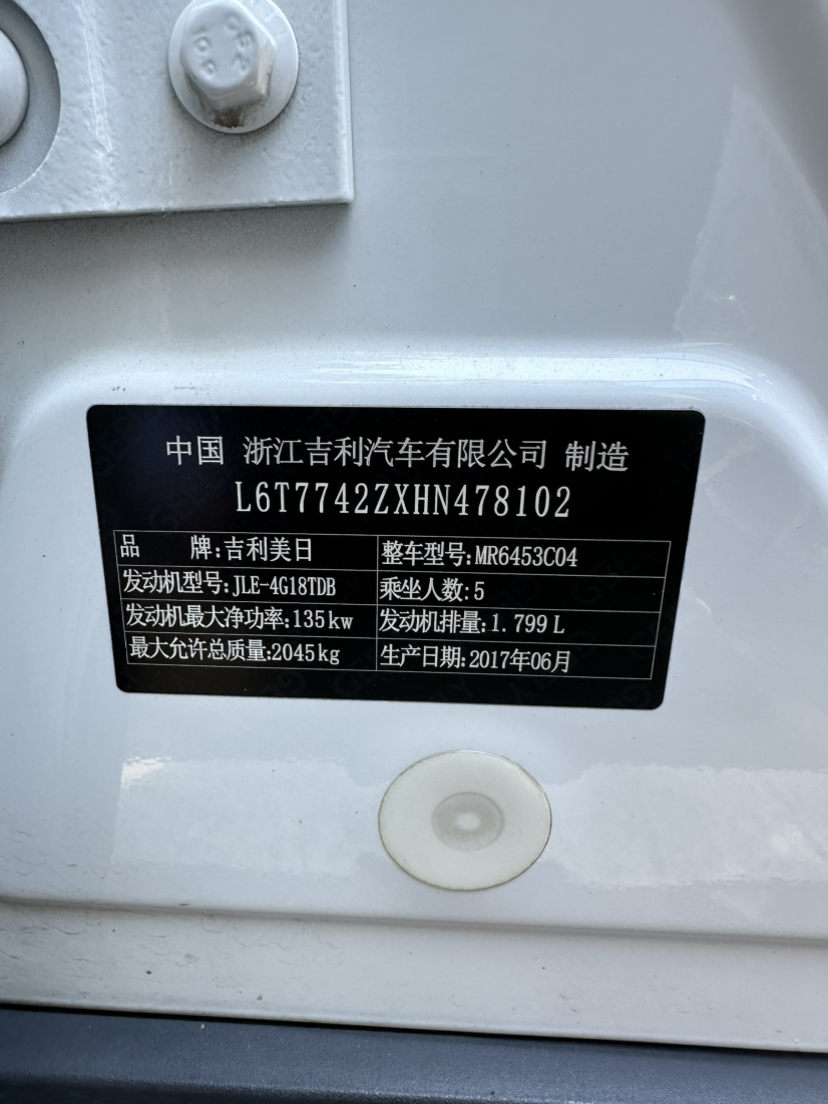 中国 浙江吉利汽车有限公司 制造
L6T7742ZXHN478102
品 牌:吉利美日 整车型号:MR6453C04
发动机型号:JLE-4G18TDB 乘坐人数:5
发动机最大净功率:135kw 发动机排量:1.799L
最大允许总质量:2045kg 生产日期:2017年06月